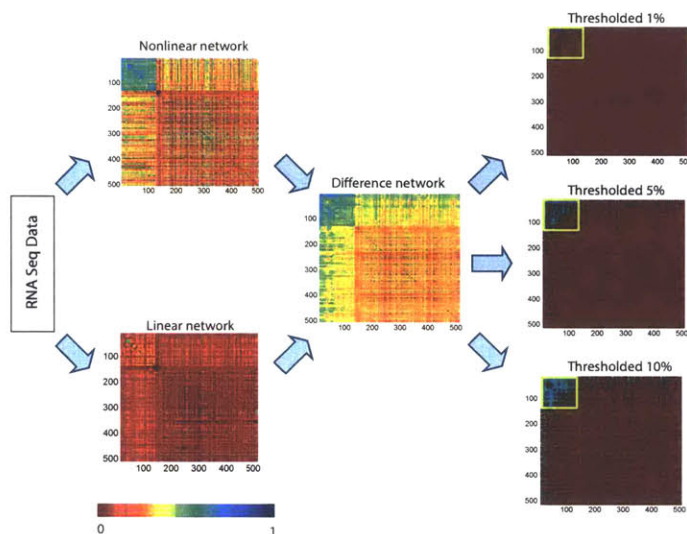 Thresholded 1%
100
200
300
400
500
100 200 300 400 500
Nonlinear network
100
200
300
400
500
100 200 300 400 500
RNA Seq Data
Difference network
100
200
300
400
500
100 200 300 400 500
Thresholded 5%
100
200
300
400
500
100 200 300 400 500
Linear network
100
200
300
400
500
100 200 300 400 500
Thresholded 10%
100
200
300
400
500
100 200 300 400 500
0 1